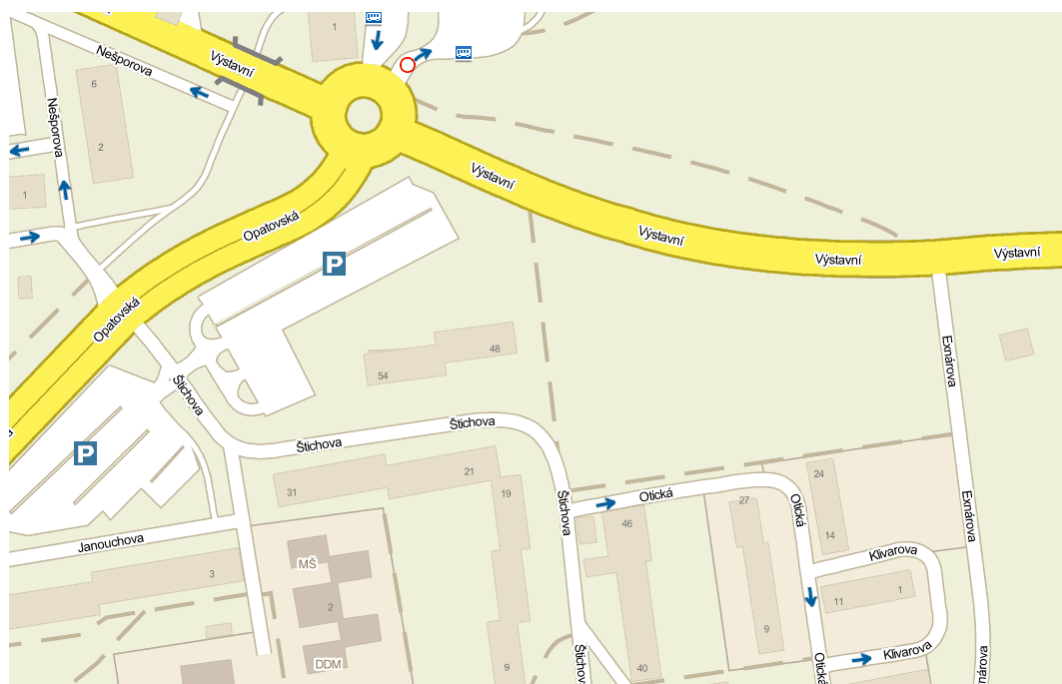 1
Výstavní
Nešporova
6
2
Nešporova
1
Výstavní
Výstavní
Výstavní
Výstavní
Opatovská
P
Opatovská
Exnárova
54
48
Štichova
Štichova
Štichova
P
31
21
19
Štichova
Otická
27
24
14
Otická
Exnárova
46
Janouchova
MŠ
3
2
Klivarova
11
1
9
DDM
9
40
Štichova
Otická
Klivarova